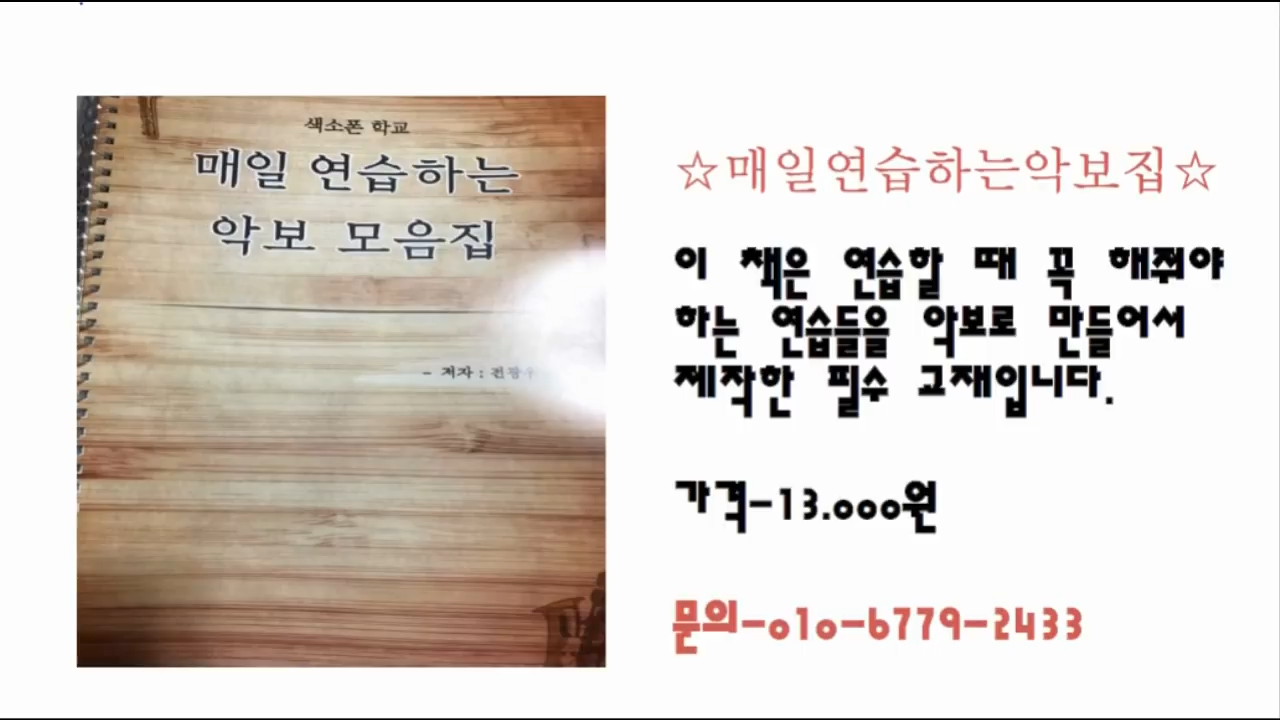 색소폰 학교
매일 연습하는
악보 모음집
- 저자 :
☆매일연습하는악보집☆
이 책은 연습할 때 꼭 해줘야
하는 연습들을 악보로 만들어서
제작한 필수 교재입니다.
가격-13.000원
문의-010-6779-2433